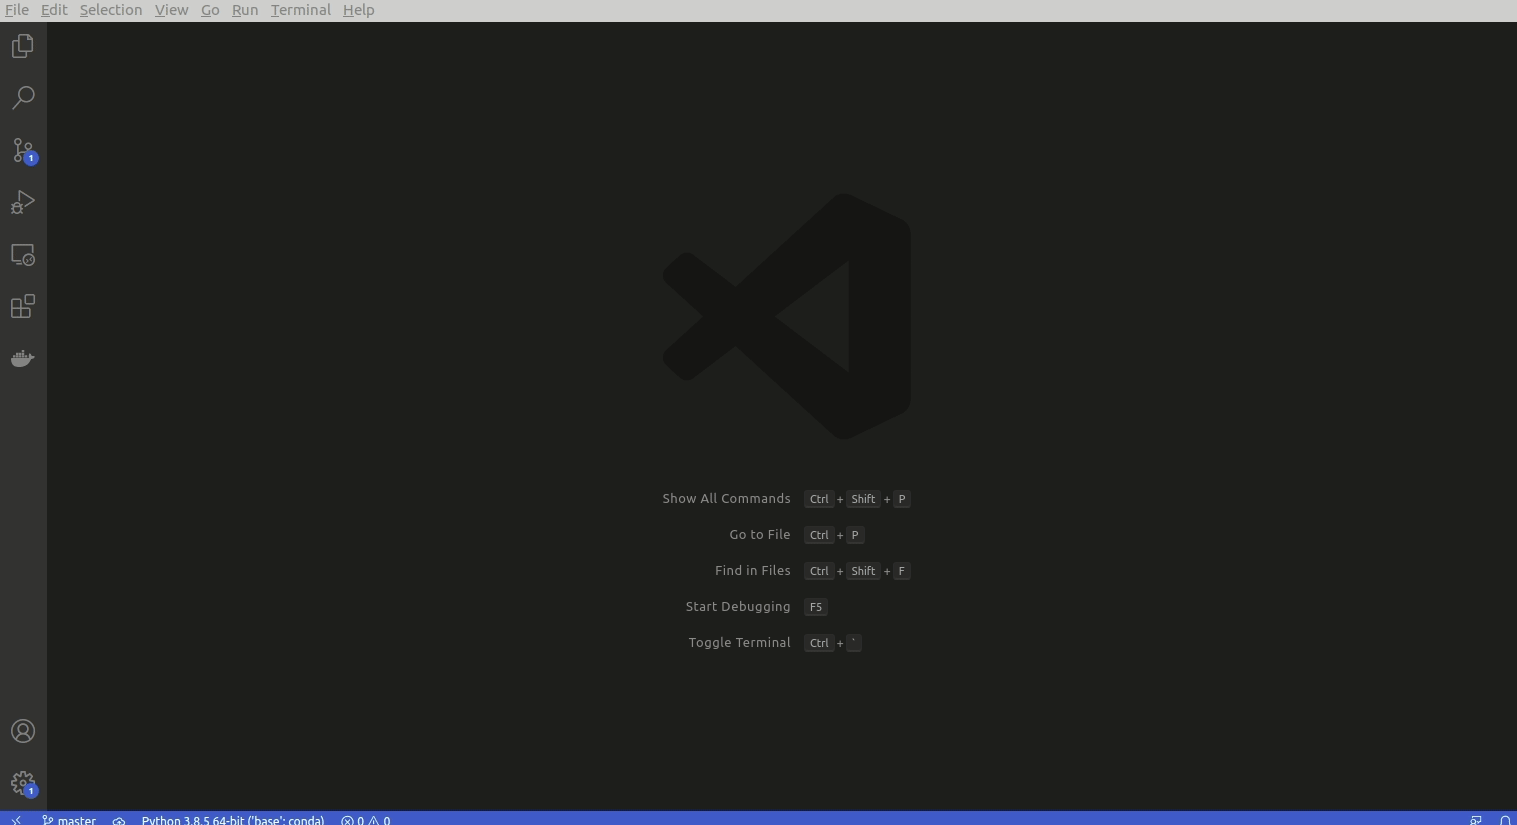 File Edit Selection View Go Run Terminal Help
1
Show All Commands Ctrl + Shift + P
Go to File Ctrl + P
Find in Files Ctrl + Shift + F
Start Debugging F5
Toggle Terminal Ctrl + `
1
master Python 3.8.5 64-bit ('base': conda) 0 0